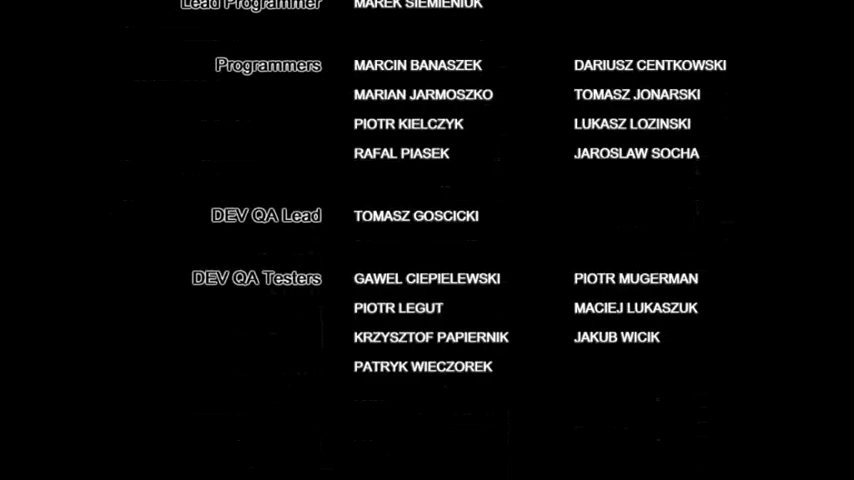 Lead Programmer MAREK SIEMIENIUK
Programmers MARCIN BANASZEK DARIUSZ CENTKOWSKI
MARIAN JARMOSZKO TOMASZ JONARSKI
PIOTR KIELCZYK LUKASZ LOZINSKI
RAFAL PIASEK JAROSLAW SOCHA
DEV QA Lead TOMASZ GOSCICKI
DEV QA Testers GAWEL CIEPIELEWSKI PIOTR MUGERMAN
PIOTR LEGUT MACIEJ LUKASZUK
KRZYSZTOF PAPIERNIK JAKUB WICIK
PATRYK WIECZOREK